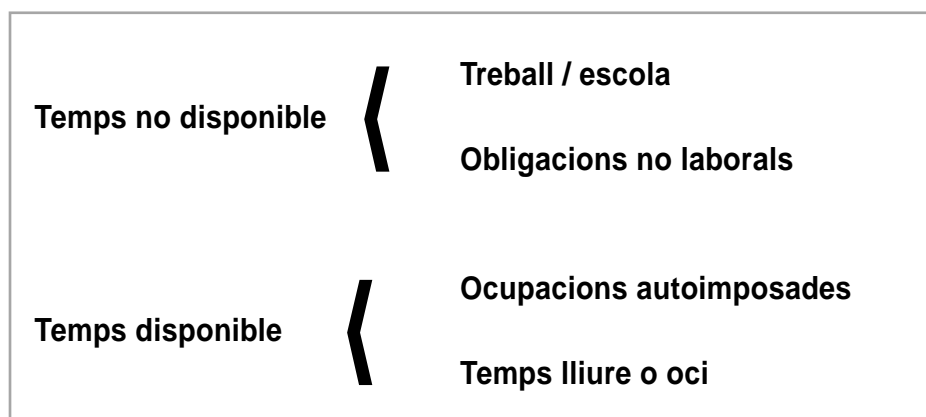 Temps no disponible
Treball / escola
Obligacions no laborals
Temps disponible
Ocupacions autoimposades
Temps lliure o oci